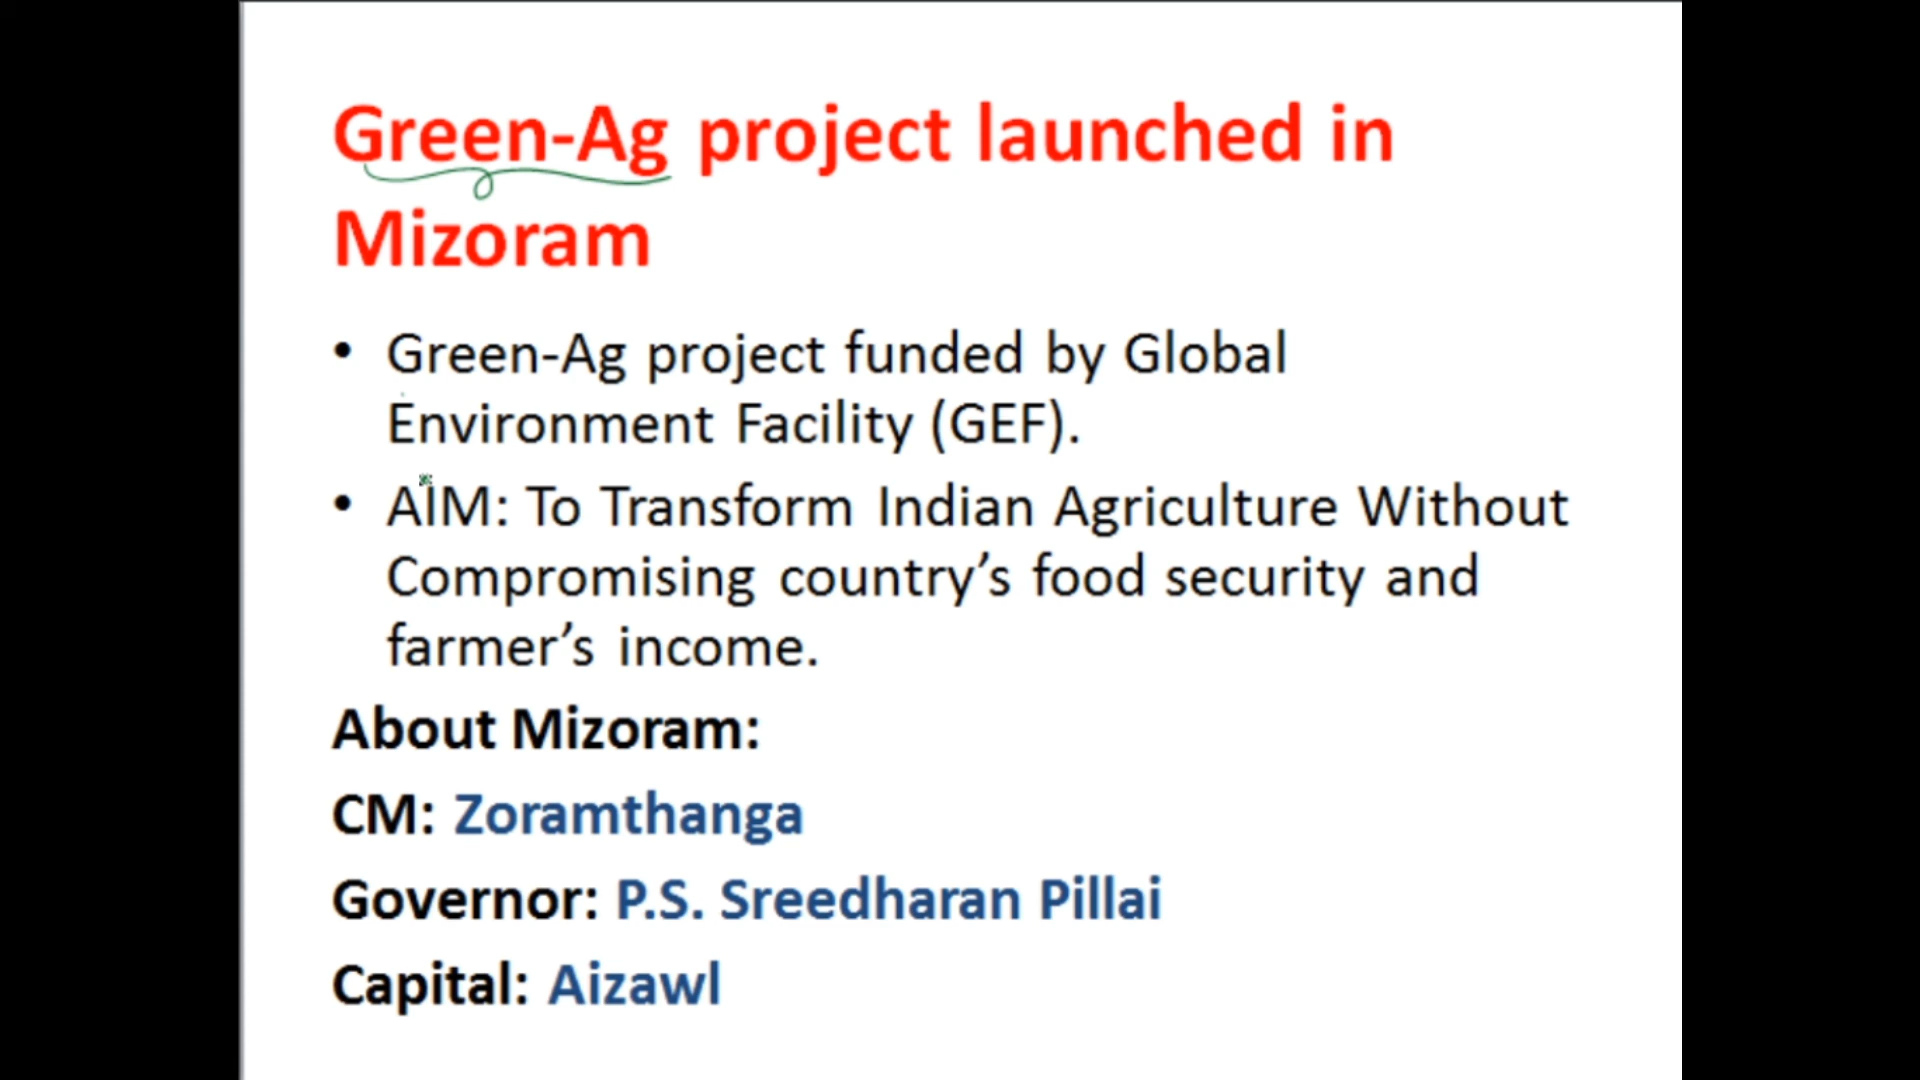 Green-Ag project launched in
Mizoram
• Green-Ag project funded by Global
Environment Facility (GEF).
• AIM: To Transform Indian Agriculture Without
Compromising country’s food security and
farmer’s income.
About Mizoram:
CM: Zoramthanga
Governor: P.S. Sreedharan Pillai
Capital: Aizawl